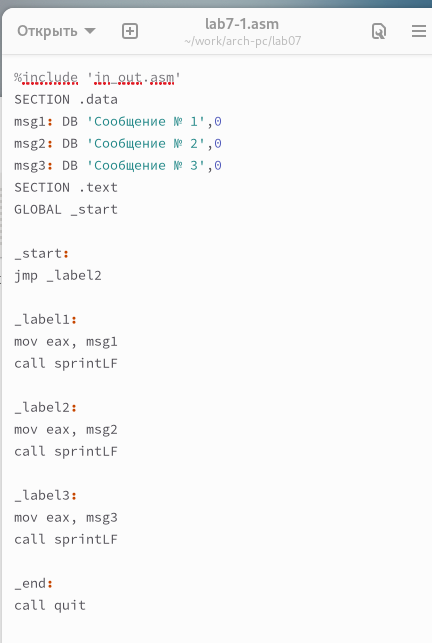 Открыть
lab7-1.asm
~/work/arch-pc/lab07
%include 'in_out.asm'
SECTION .data
msg1: DB 'Сообщение № 1',0
msg2: DB 'Сообщение № 2',0
msg3: DB 'Сообщение № 3',0
SECTION .text
GLOBAL _start
_start:
jmp _label2
_label1:
mov eax, msg1
call sprintLF
_label2:
mov eax, msg2
call sprintLF
_label3:
mov eax, msg3
call sprintLF
_end:
call quit